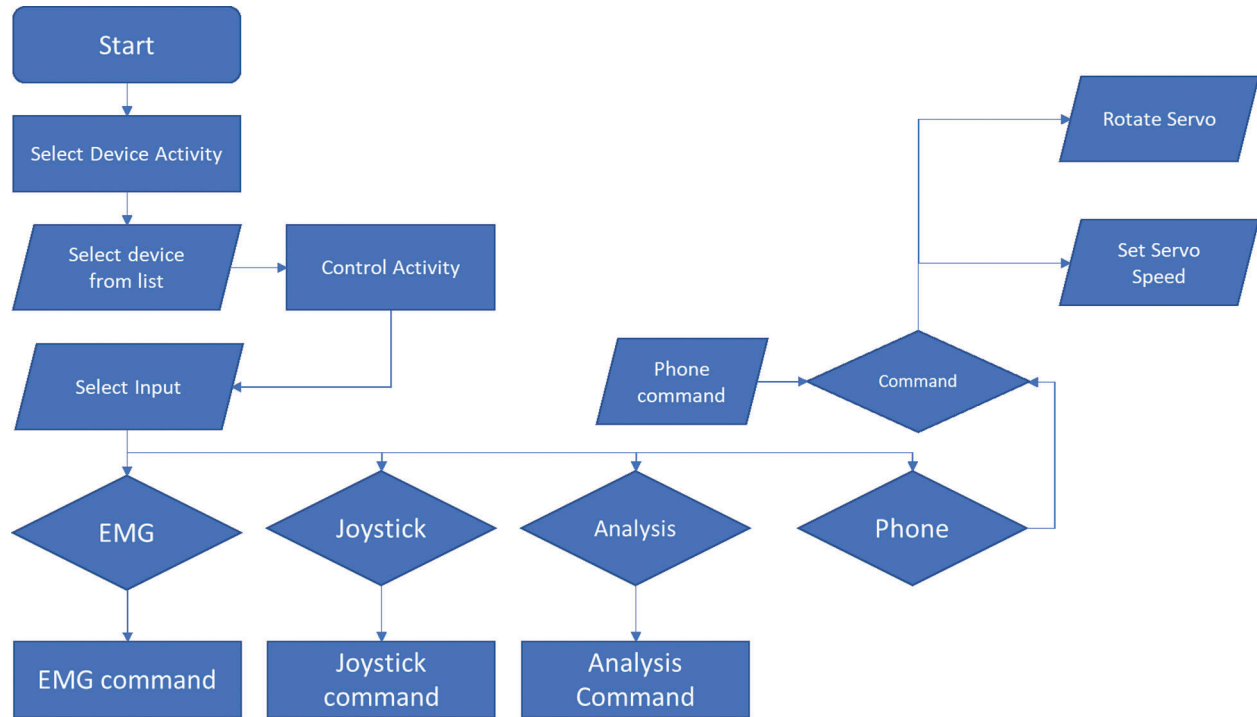 Start
Select Device Activity
Select device
from list
Control Activity
Select Input
EMG
Joystick
Analysis
Phone
EMG command
Joystick
command
Analysis
Command
Phone
command
Command
Rotate Servo
Set Servo
Speed